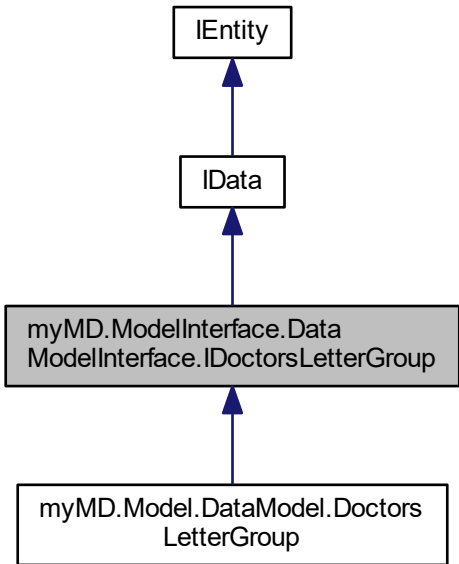 IEntity
IData
myMD.ModelInterface.Data
ModelInterface.IDoctorsLetterGroup
myMD.Model.DataModel.Doctors
LetterGroup